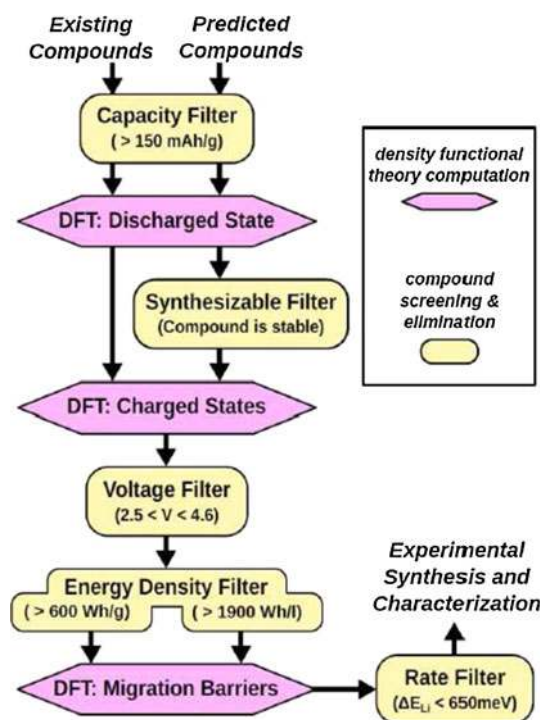 Existing
Compounds
Predicted
Compounds
Capacity Filter
( > 150 mAh/g)
DFT: Discharged State
Synthesizable Filter
(Compound is stable)
DFT: Charged States
Voltage Filter
(2.5 < V < 4.6)
Energy Density Filter
( > 600 Wh/g)
( > 1900 Wh/l)
DFT: Migration Barriers
Rate Filter
(ΔELi < 650meV)
Experimental
Synthesis and
Characterization
density functional
theory computation
compound
screening &
elimination